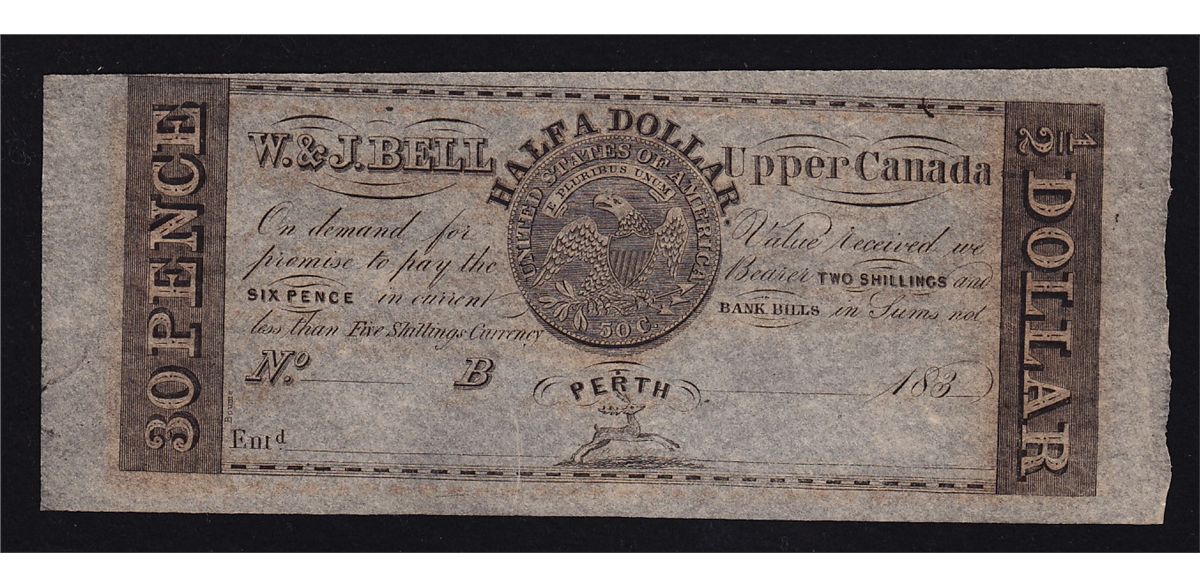 30 PENCE
W. & J. BELL
HALF A DOLLAR.
Upper Canada
UNITED STATES OF AMERICA
E PLURIBUS UNUM
50 C.
On demand for Value received we
promise to pay the Bearer TWO SHILLINGS and
SIX PENCE in current BANK BILLS in Sums not
less than Five Shillings Currency
No. B PERTH 183
Bourne
Entd
1/2 DOLLAR